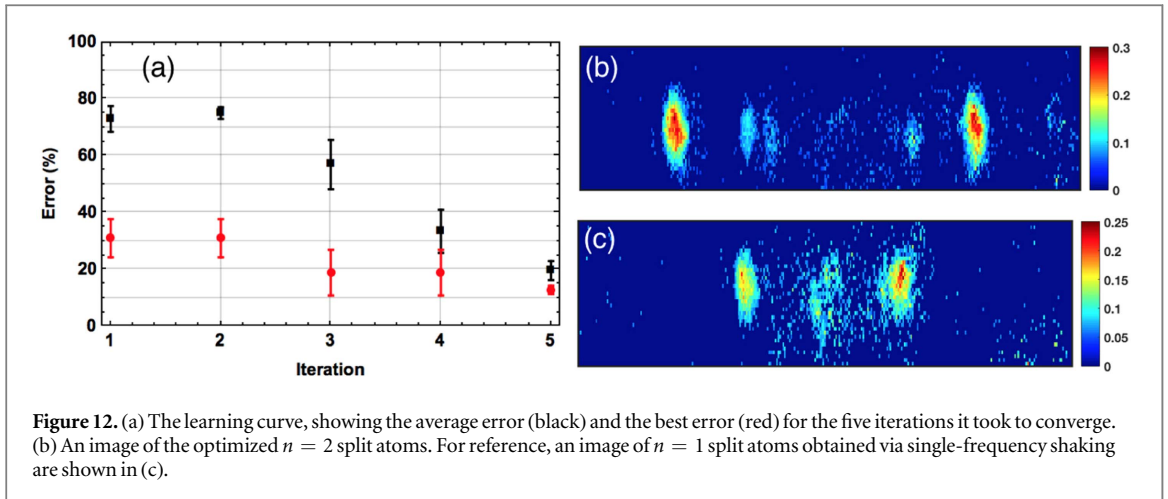 100
80
60
40
20
0
Error (%)
1 2 3 4 5
Iteration
(a)
(b)
0.3
0.2
0.1
0
(c)
0.25
0.2
0.15
0.1
0.05
0
Figure 12. (a) The learning curve, showing the average error (black) and the best error (red) for the five iterations it took to converge.
(b) An image of the optimized n = 2 split atoms. For reference, an image of n = 1 split atoms obtained via single-frequency shaking
are shown in (c).